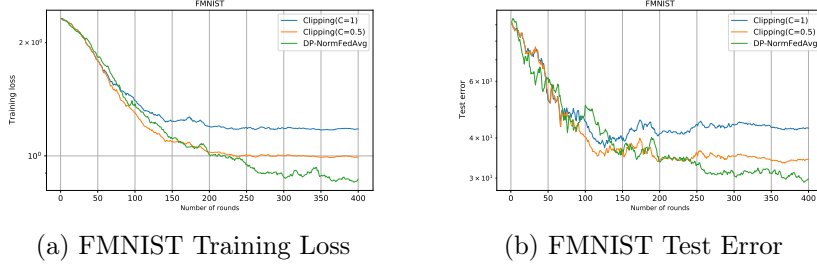 FMNIST
Clipping(C=1)
Clipping(C=0.5)
DP-NormFedAvg
Training loss
2 × 10⁰
10⁰
0 50 100 150 200 250 300 350 400
Number of rounds
(a) FMNIST Training Loss
FMNIST
Clipping(C=1)
Clipping(C=0.5)
DP-NormFedAvg
Test error
6 × 10¹
4 × 10¹
3 × 10¹
0 50 100 150 200 250 300 350 400
Number of rounds
(b) FMNIST Test Error